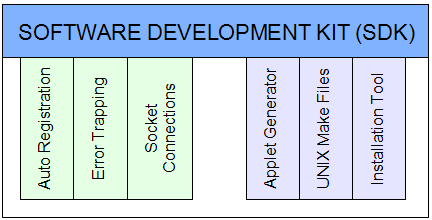 SOFTWARE DEVELOPMENT KIT (SDK)
Auto Registration
Error Trapping
Socket
Connections
Applet Generator
UNIX Make Files
Installation Tool